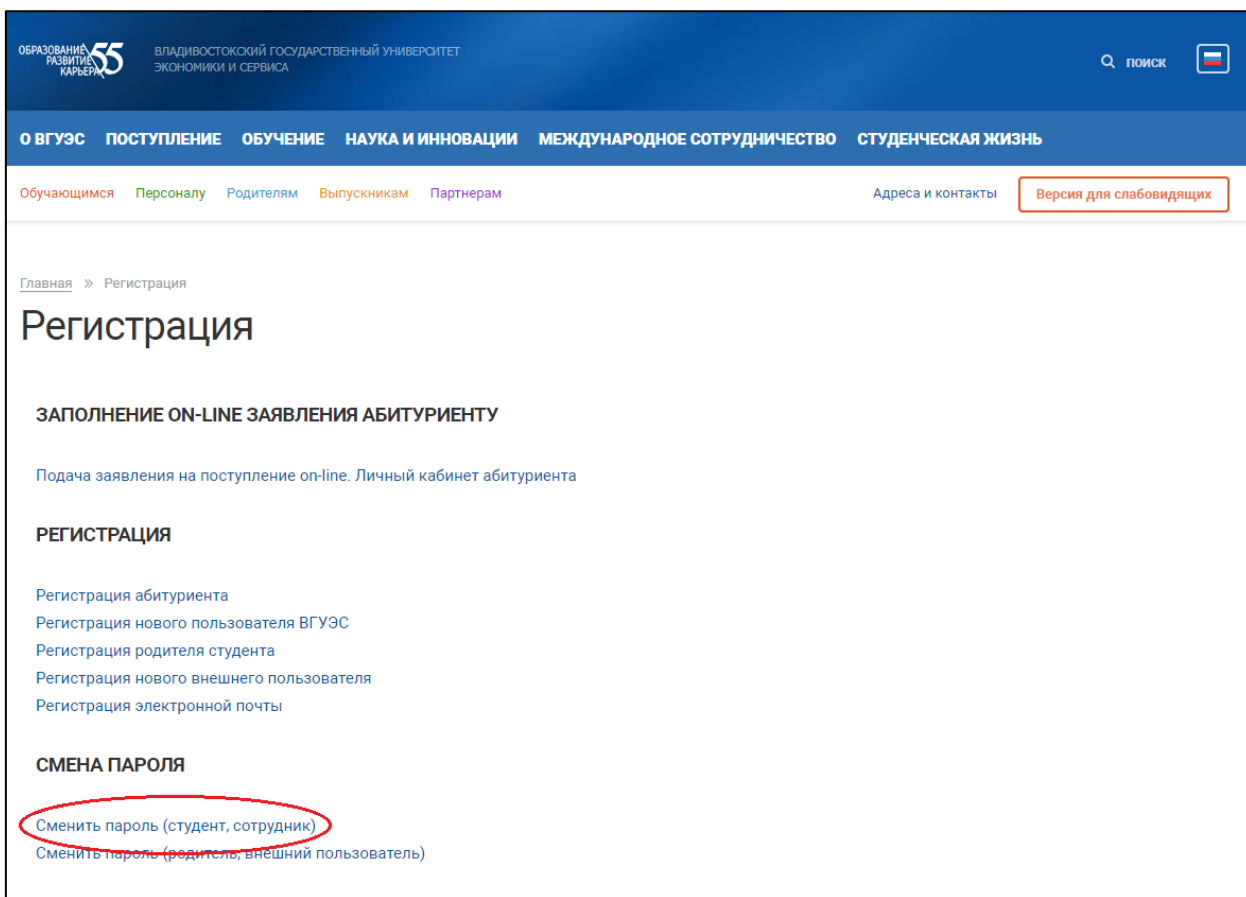 ОБРАЗОВАНИЕ
РАЗВИТИЕ
КАРЬЕРА
55
ВЛАДИВОСТОКСКИЙ ГОСУДАРСТВЕННЫЙ УНИВЕРСИТЕТ
ЭКОНОМИКИ И СЕРВИСА
поиск
О ВГУЭС ПОСТУПЛЕНИЕ ОБУЧЕНИЕ НАУКА И ИННОВАЦИИ МЕЖДУНАРОДНОЕ СОТРУДНИЧЕСТВО СТУДЕНЧЕСКАЯ ЖИЗНЬ
Обучающимся Персоналу Родителям Выпускникам Партнерам Адреса и контакты Версия для слабовидящих
Главная » Регистрация
Регистрация
ЗАПОЛНЕНИЕ ON-LINE ЗАЯВЛЕНИЯ АБИТУРИЕНТУ
Подача заявления на поступление on-line. Личный кабинет абитуриента
РЕГИСТРАЦИЯ
Регистрация абитуриента
Регистрация нового пользователя ВГУЭС
Регистрация родителя студента
Регистрация нового внешнего пользователя
Регистрация электронной почты
СМЕНА ПАРОЛЯ
Сменить пароль (студент, сотрудник)
Сменить пароль (родитель, внешний пользователь)